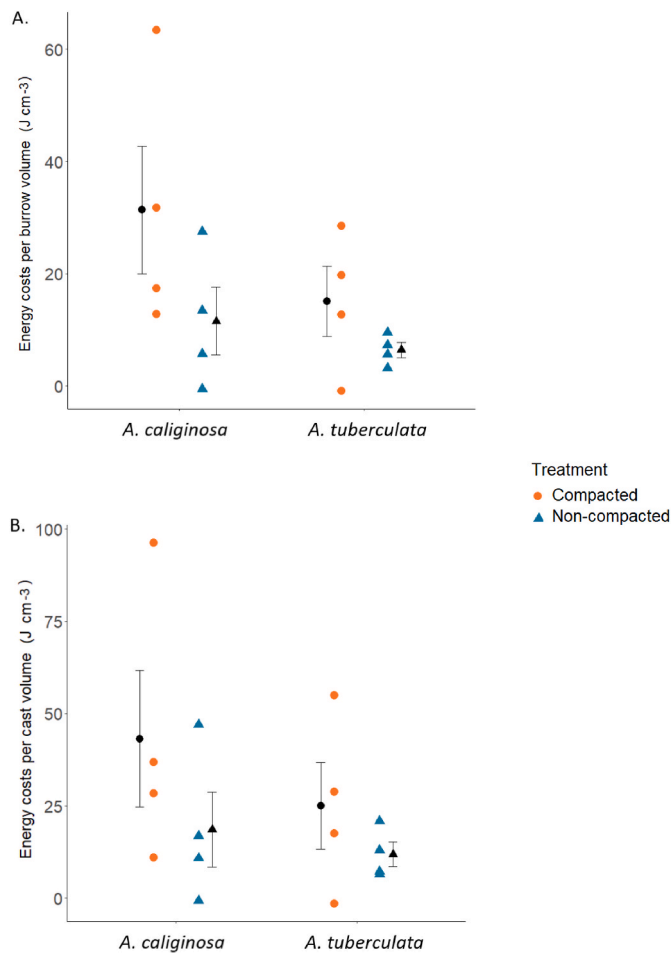 A.
Energy costs per burrow volume (J cm-3)
60
40
20
0
A. caliginosa
A. tuberculata
Treatment
Compacted
Non-compacted
B.
Energy costs per cast volume (J cm-3)
100
75
50
25
0
A. caliginosa
A. tuberculata